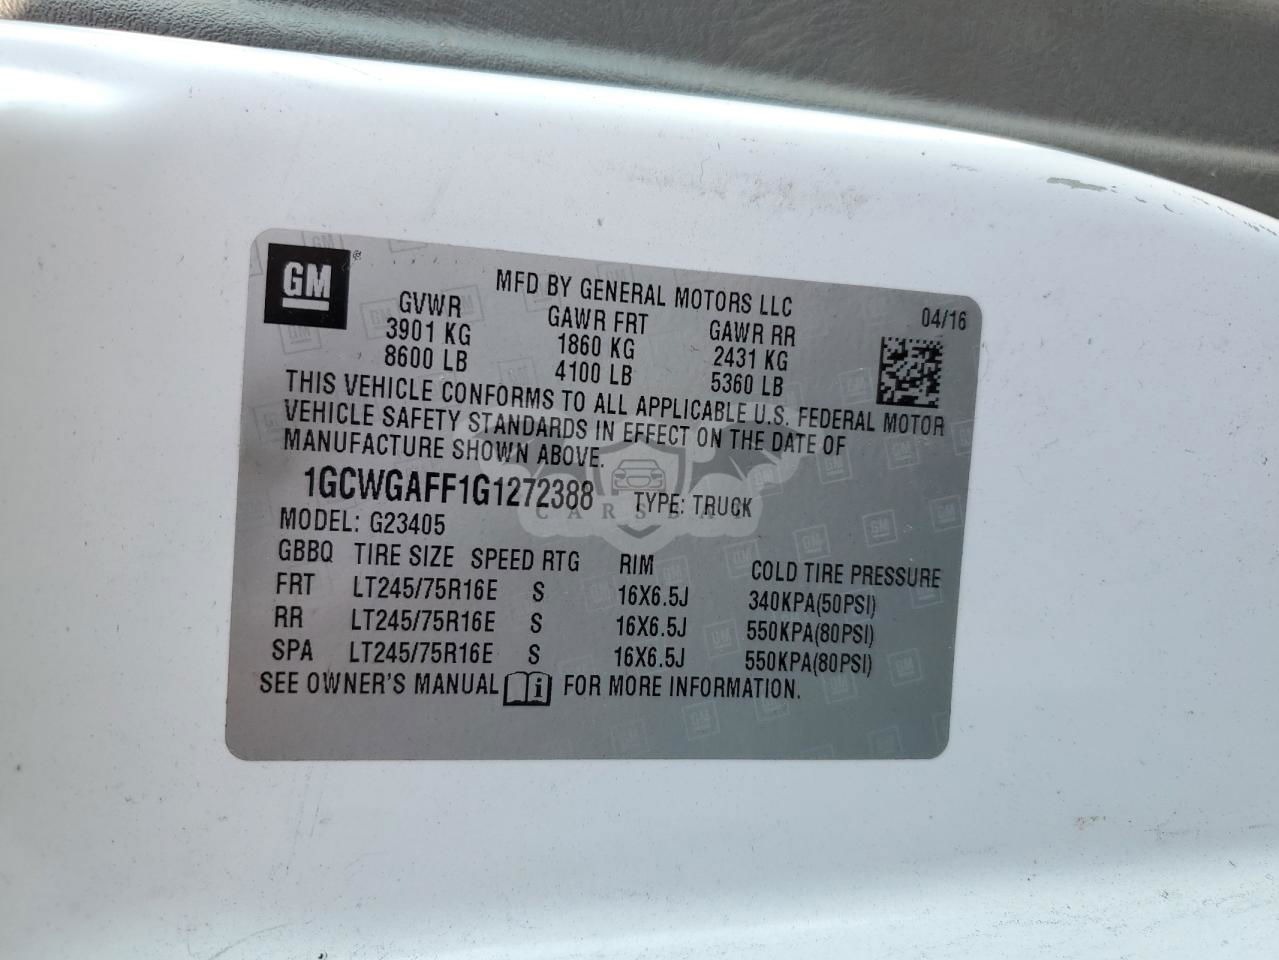 GM
MFD BY GENERAL MOTORS LLC
04/16
GVWR GAWR FRT GAWR RR
3901 KG 1860 KG 2431 KG
8600 LB 4100 LB 5360 LB
THIS VEHICLE CONFORMS TO ALL APPLICABLE U.S. FEDERAL MOTOR
VEHICLE SAFETY STANDARDS IN EFFECT ON THE DATE OF
MANUFACTURE SHOWN ABOVE.
1GCWGAFF1G1272388 TYPE: TRUCK
MODEL: G23405
GBBQ TIRE SIZE SPEED RTG RIM COLD TIRE PRESSURE
FRT LT245/75R16E S 16X6.5J 340KPA(50PSI)
RR LT245/75R16E S 16X6.5J 550KPA(80PSI)
SPA LT245/75R16E S 16X6.5J 550KPA(80PSI)
SEE OWNER'S MANUAL i FOR MORE INFORMATION.